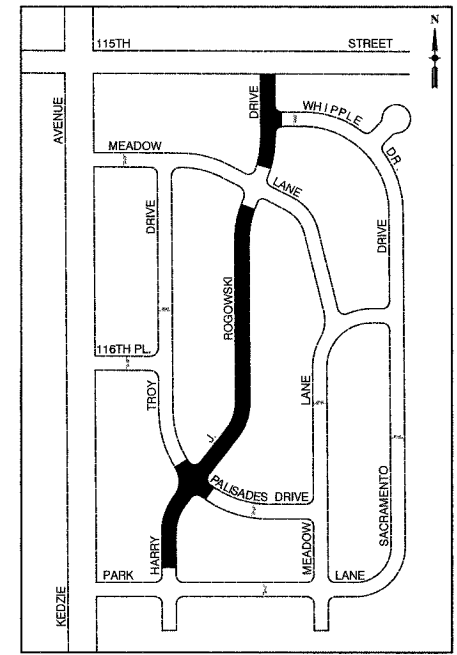 N
115TH STREET
AVENUE
DRIVE
WHIPPLE DR.
MEADOW LANE
DRIVE
DRIVE
ROGOWSKI
116TH PL.
TROY
LANE
J.
PALISADES DRIVE
SACRAMENTO
HARRY
MEADOW
PARK LANE
KEDZIE